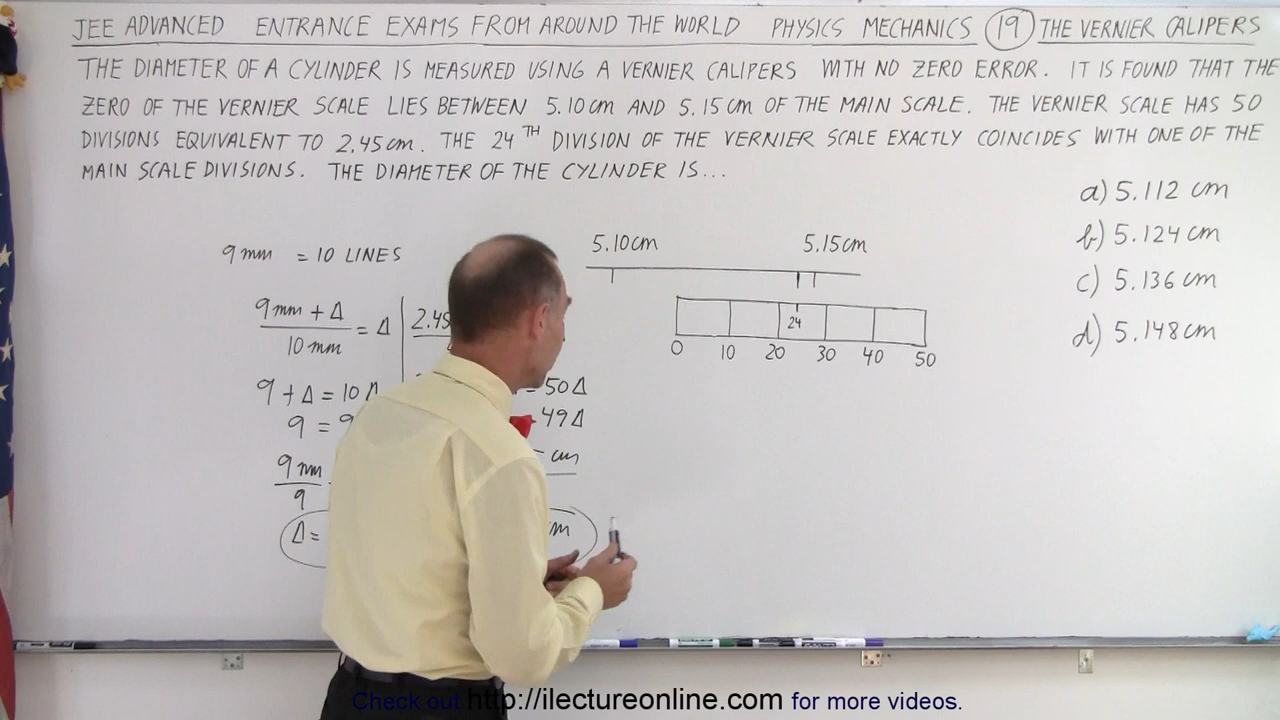 JEE ADVANCED ENTRANCE EXAMS FROM AROUND THE WORLD PHYSICS MECHANICS 19 THE VERNIER CALIPERS
THE DIAMETER OF A CYLINDER IS MEASURED USING A VERNIER CALIPERS WITH NO ZERO ERROR. IT IS FOUND THAT THE
ZERO OF THE VERNIER SCALE LIES BETWEEN 5.10 cm AND 5.15 cm OF THE MAIN SCALE. THE VERNIER SCALE HAS 50
DIVISIONS EQUIVALENT TO 2.45 cm. THE 24TH DIVISION OF THE VERNIER SCALE EXACTLY COINCIDES WITH ONE OF THE
MAIN SCALE DIVISIONS. THE DIAMETER OF THE CYLINDER IS...
a) 5.112 cm
b) 5.124 cm
c) 5.136 cm
d) 5.148 cm
9 mm = 10 LINES
9 mm + Δ
10 mm
= Δ
9 + Δ = 10 Δ
9 = 9
9 mm
9
Δ =
2.45
= 50 Δ
49 Δ
cm
5.10 cm 5.15 cm
24
0 10 20 30 40 50
Check out http://ilectureonline.com for more videos.